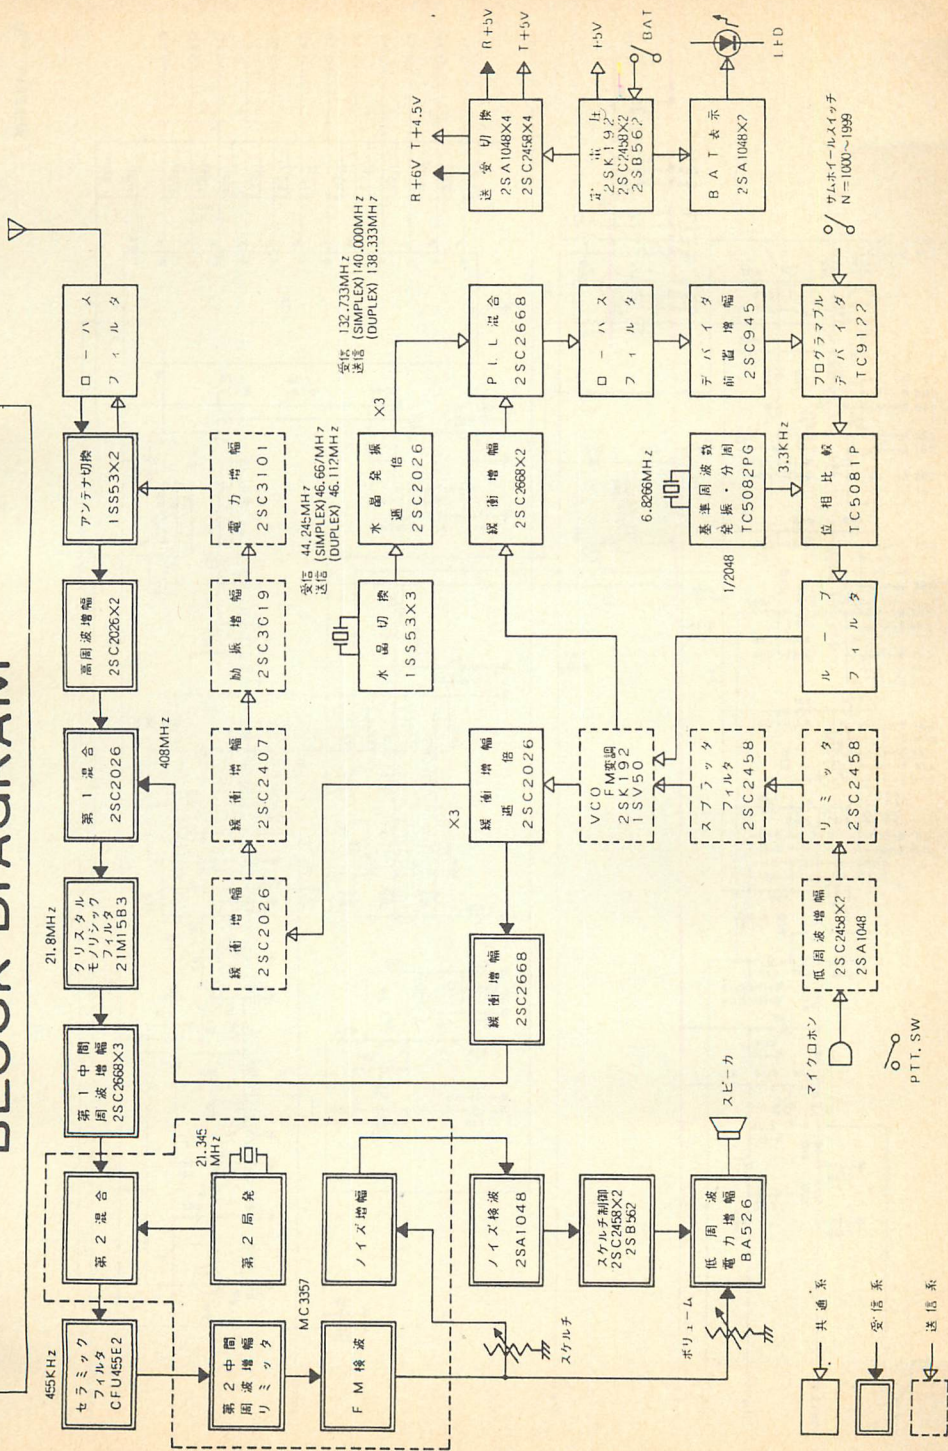 BLOCK DIAGRAM
455KHz
セラミック
フィルタ
CFU455E2
第2混合
第1中間
周波増幅
2SC2668X3
21.8MHz
クリスタル
モノリシック
フィルタ
21M15B3
第1混合
2SC2026
高周波増幅
2SC2026X2
アンテナ切換
1SS53X2
ローパス
フィルタ
408MHz
第2中間
周波増幅
リミッタ
第2局発
21.345
MHz
緩衝増幅
2SC2026
緩衝増幅
2SC2407
励振増幅
2SC3019
電力増幅
2SC3101
MC3357
FM検波
ノイズ増幅
受信 44.245MHz
送信 (SIMPLEX)46.667MHz
(DUPLEX) 46.112MHz
水晶切換
1SS53X3
水晶発振
逓倍
2SC2026
X3
受信 132.733MHz
送信 (SIMPLEX)140.000MHz
(DUPLEX) 138.333MHz
スケルチ
ノイズ検波
2SA1048
緩衝増幅
2SC2668
X3
緩衝増幅
逓倍
2SC2026
緩衝増幅
2SC2668X2
PLL混合
2SC2668
R+6V T+4.5V
送受切換
2SA1048X4
2SC2458X4
R+5V
T+5V
スケルチ制御
2SC2458X2
2SB562
VCO
FM変調
2SK192
1SV50
ローパス
フィルタ
2SK192
2SC2458X2
2SB562
+5V
BAT
ボリューム
低周波
電力増幅
BA526
スピーカ
スプラッタ
フィルタ
2SC2458
1/2048
6.8266MHz
基準周波数
発振・分周
TC5082PG
デバイダ
前置増幅
2SC945
BAT表示
2SA1048X2
LED
マイクロホン
低周波増幅
2SC2458X2
2SA1048
リミッタ
2SC2458
ループ
フィルタ
3.3KHz
位相比較
TC5081P
プログラマブル
デバイダ
TC9122
サムホイールスイッチ
N=1000～1999
PTT.SW
共通系
受信系
送信系